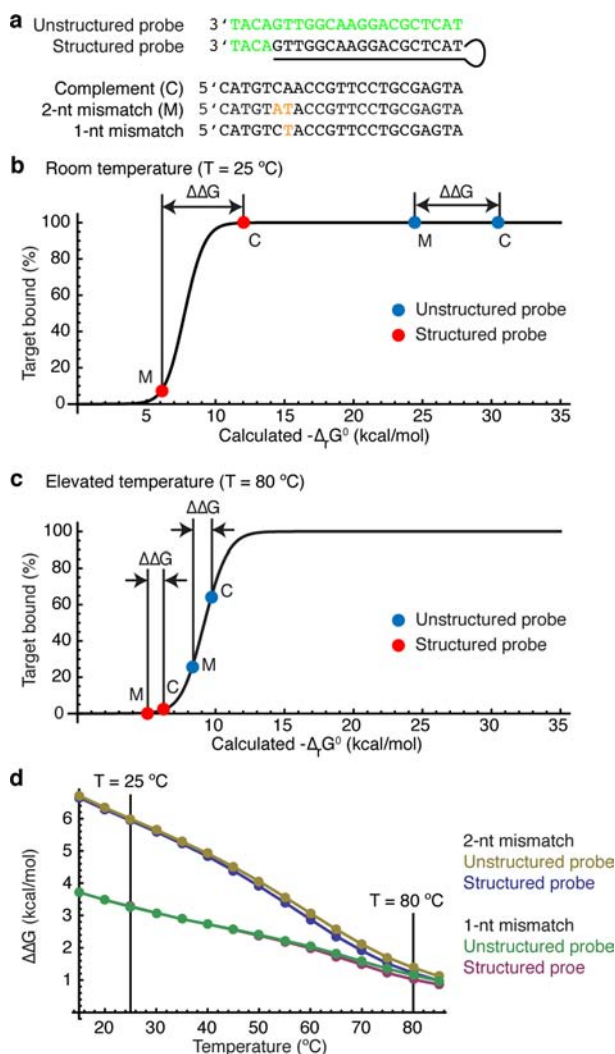 a
Unstructured probe 3‘TACAGTTGGCAAGGACGCTCAT
Structured probe 3‘TACAGTTGGCAAGGACGCTCAT
Complement (C) 5‘CATGTCAACCGTTCCTGCGAGTA
2-nt mismatch (M) 5‘CATGTATACCGTTCCTGCGAGTA
1-nt mismatch 5‘CATGTCTACCGTTCCTGCGAGTA
b Room temperature (T = 25 ºC)
ΔΔG ΔΔG
100
80
60
40
20
0
Target bound (%)
M C M C
Unstructured probe
Structured probe
5 10 15 20 25 30 35
Calculated -ΔrG⁰ (kcal/mol)
c Elevated temperature (T = 80 ºC)
ΔΔG
ΔΔG
100
80
60
40
20
0
Target bound (%)
M C M C
Unstructured probe
Structured probe
5 10 15 20 25 30 35
Calculated -ΔrG⁰ (kcal/mol)
d
T = 25 ºC
T = 80 ºC
6
5
4
3
2
1
ΔΔG (kcal/mol)
20 30 40 50 60 70 80
Temperature (ºC)
2-nt mismatch
Unstructured probe
Structured probe
1-nt mismatch
Unstructured probe
Structured proe